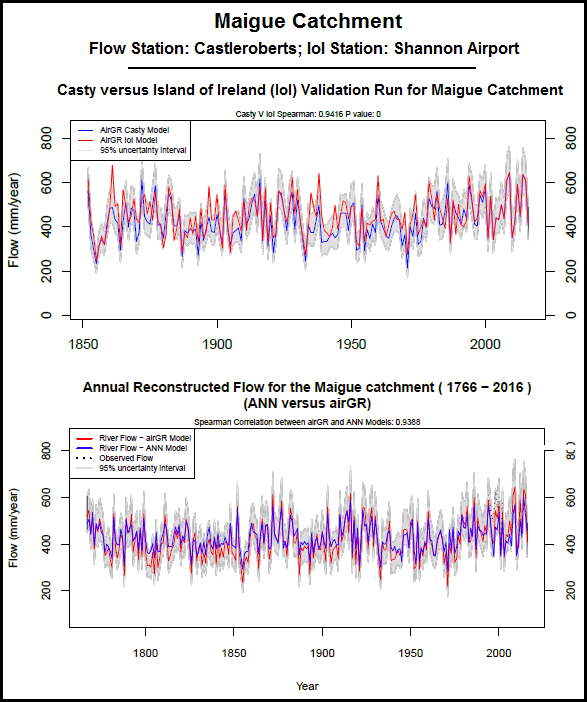 Maigue Catchment
Flow Station: Castleroberts; IoI Station: Shannon Airport
Casty versus Island of Ireland (IoI) Validation Run for Maigue Catchment
Casty V IoI Spearman: 0.9416 P value: 0
AirGR Casty Model
AirGR IoI Model
95% uncertainty interval
Flow (mm/year)
800
600
400
200
0
800
600
400
200
0
1850 1900 1950 2000
Annual Reconstructed Flow for the Maigue catchment ( 1766 − 2016 )
(ANN versus airGR)
Spearman Correlation between airGR and ANN Models: 0.9388
River Flow − airGR Model
River Flow − ANN Model
Observed Flow
95% uncertainty interval
Flow (mm/year)
800
600
400
200
600
400
200
1800 1850 1900 1950 2000
Year